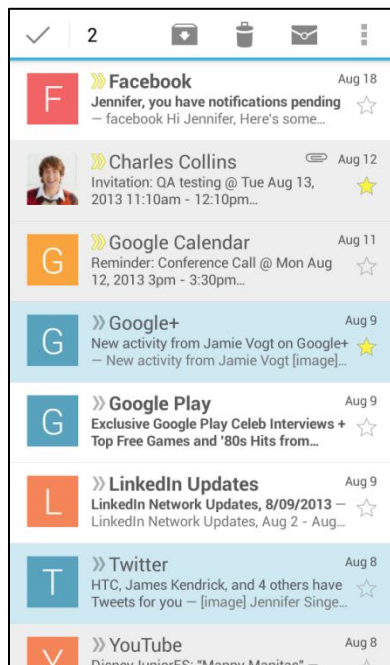 2
F
Facebook Aug 18
Jennifer, you have notifications pending
— facebook Hi Jennifer, Here's some…
Charles Collins Aug 12
Invitation: QA testing @ Tue Aug 13,
2013 11:10am - 12:10pm…
G
Google Calendar Aug 11
Reminder: Conference Call @ Mon Aug
12, 2013 3pm - 3:30pm…
G
Google+ Aug 9
New activity from Jamie Vogt on Google+
— New activity from Jamie Vogt [image]…
G
Google Play Aug 9
Exclusive Google Play Celeb Interviews +
Top Free Games and '80s Hits from…
L
LinkedIn Updates Aug 9
LinkedIn Network Updates, 8/09/2013 —
LinkedIn Network Updates, Aug 2 - Aug…
T
Twitter Aug 8
HTC, James Kendrick, and 4 others have
Tweets for you — [image] Jennifer Singe…
Y
YouTube Aug 8
DisneyJuniorES: "Manny Manitas" —